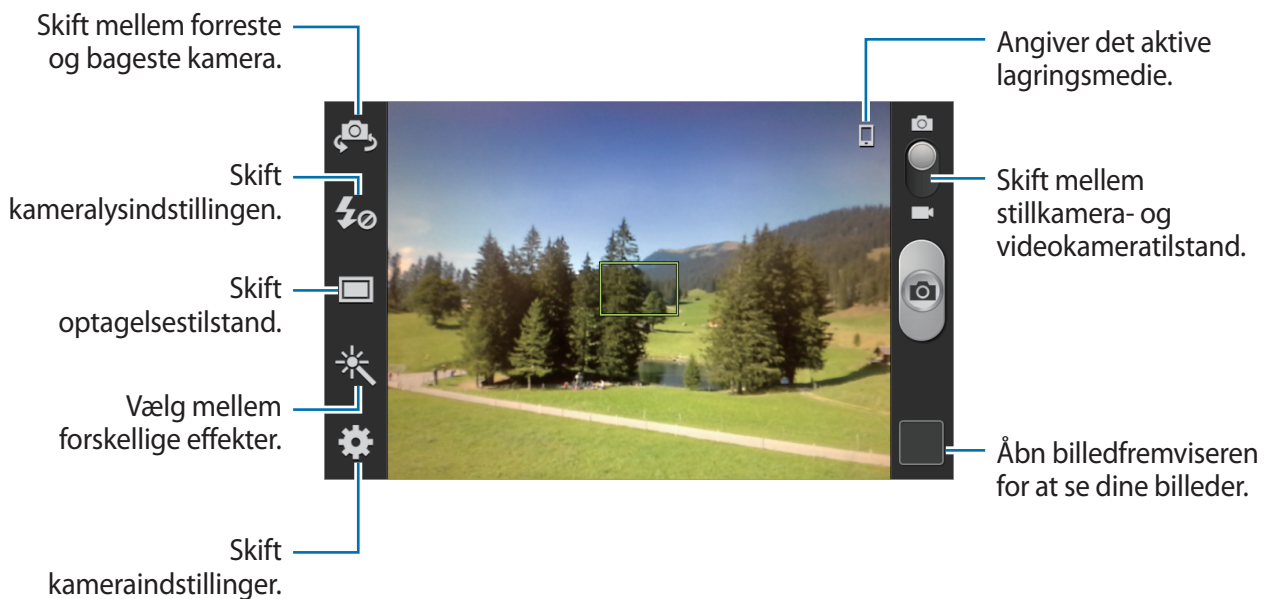 Skift mellem forreste
og bageste kamera.
Skift
kameralysindstillingen.
Skift
optagelsestilstand.
Vælg mellem
forskellige effekter.
Skift
kameraindstillinger.
Angiver det aktive
lagringsmedie.
Skift mellem
stillkamera- og
videokameratilstand.
Åbn billedfremviseren
for at se dine billeder.